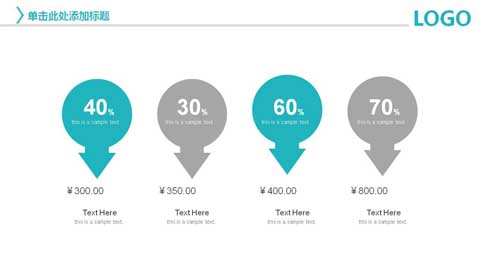 单击此处添加标题
LOGO
40%
this is a sample text.
30%
this is a sample text.
60%
this is a sample text.
70%
this is a sample text.
￥300.00
￥350.00
￥400.00
￥800.00
Text Here
this is a sample text.
Text Here
this is a sample text.
Text Here
this is a sample text.
Text Here
this is a sample text.